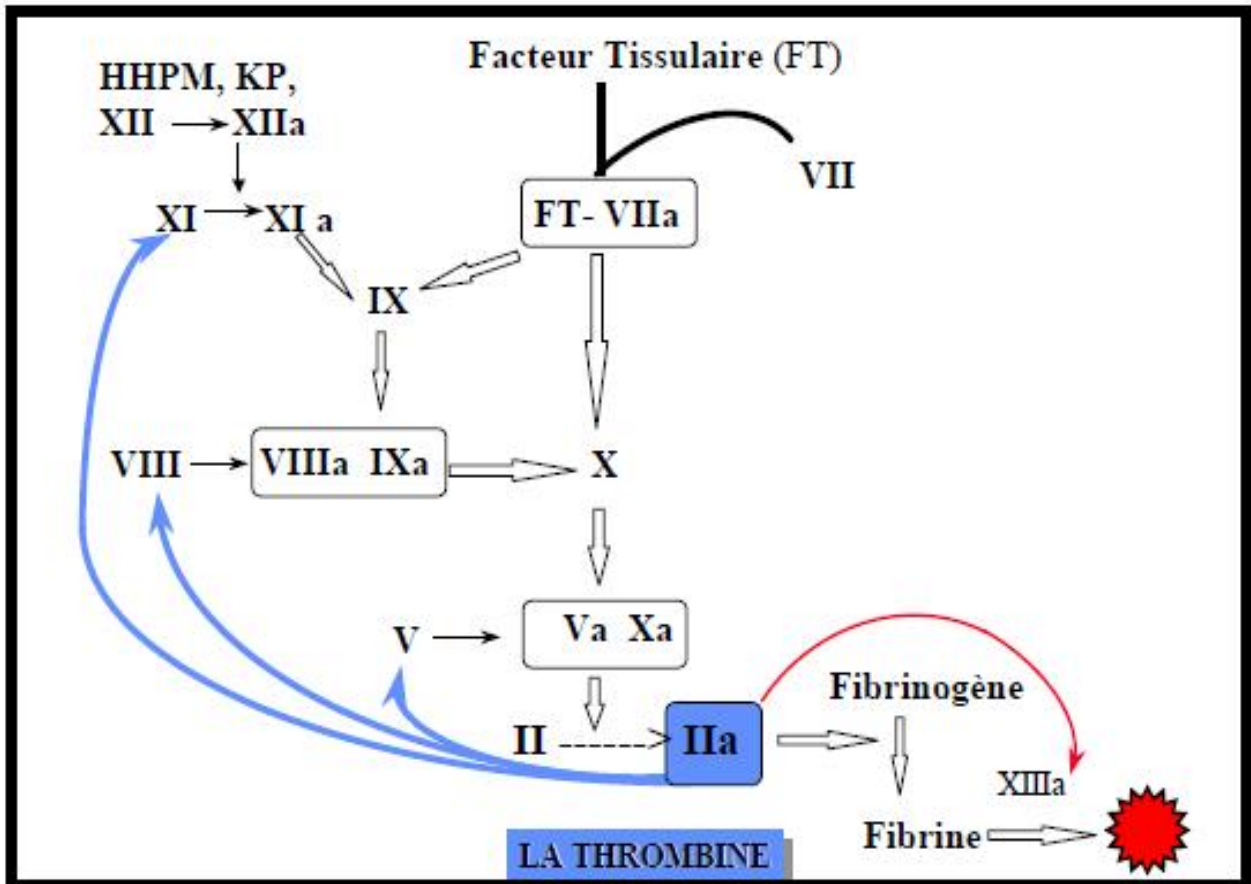 Facteur Tissulaire (FT)
HHPM, KP,
XII XIIa
VII
XI XI a
FT- VIIa
IX
VIII VIIIa IXa X
V Va Xa
Fibrinogène
II IIa
XIIIa
Fibrine
LA THROMBINE